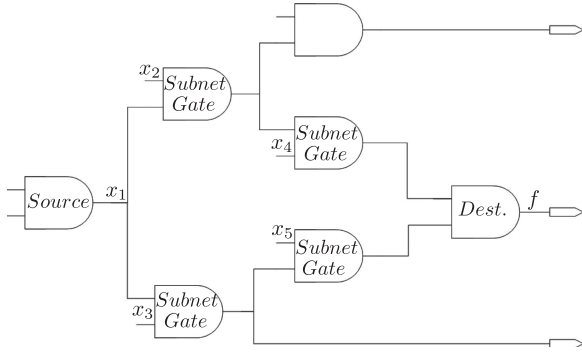 x2
Subnet
Gate
x4
Subnet
Gate
Source
x1
Dest.
f
x5
Subnet
Gate
x3
Subnet
Gate